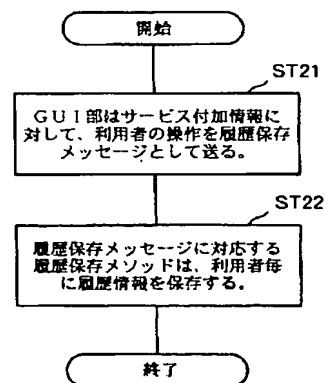 開始
ST21
GUI部はサービス付加情報に
対して、利用者の操作を履歴保存
メッセージとして送る。
ST22
履歴保存メッセージに対応する
履歴保存メソッドは、利用者毎
に履歴情報を保存する。
終了